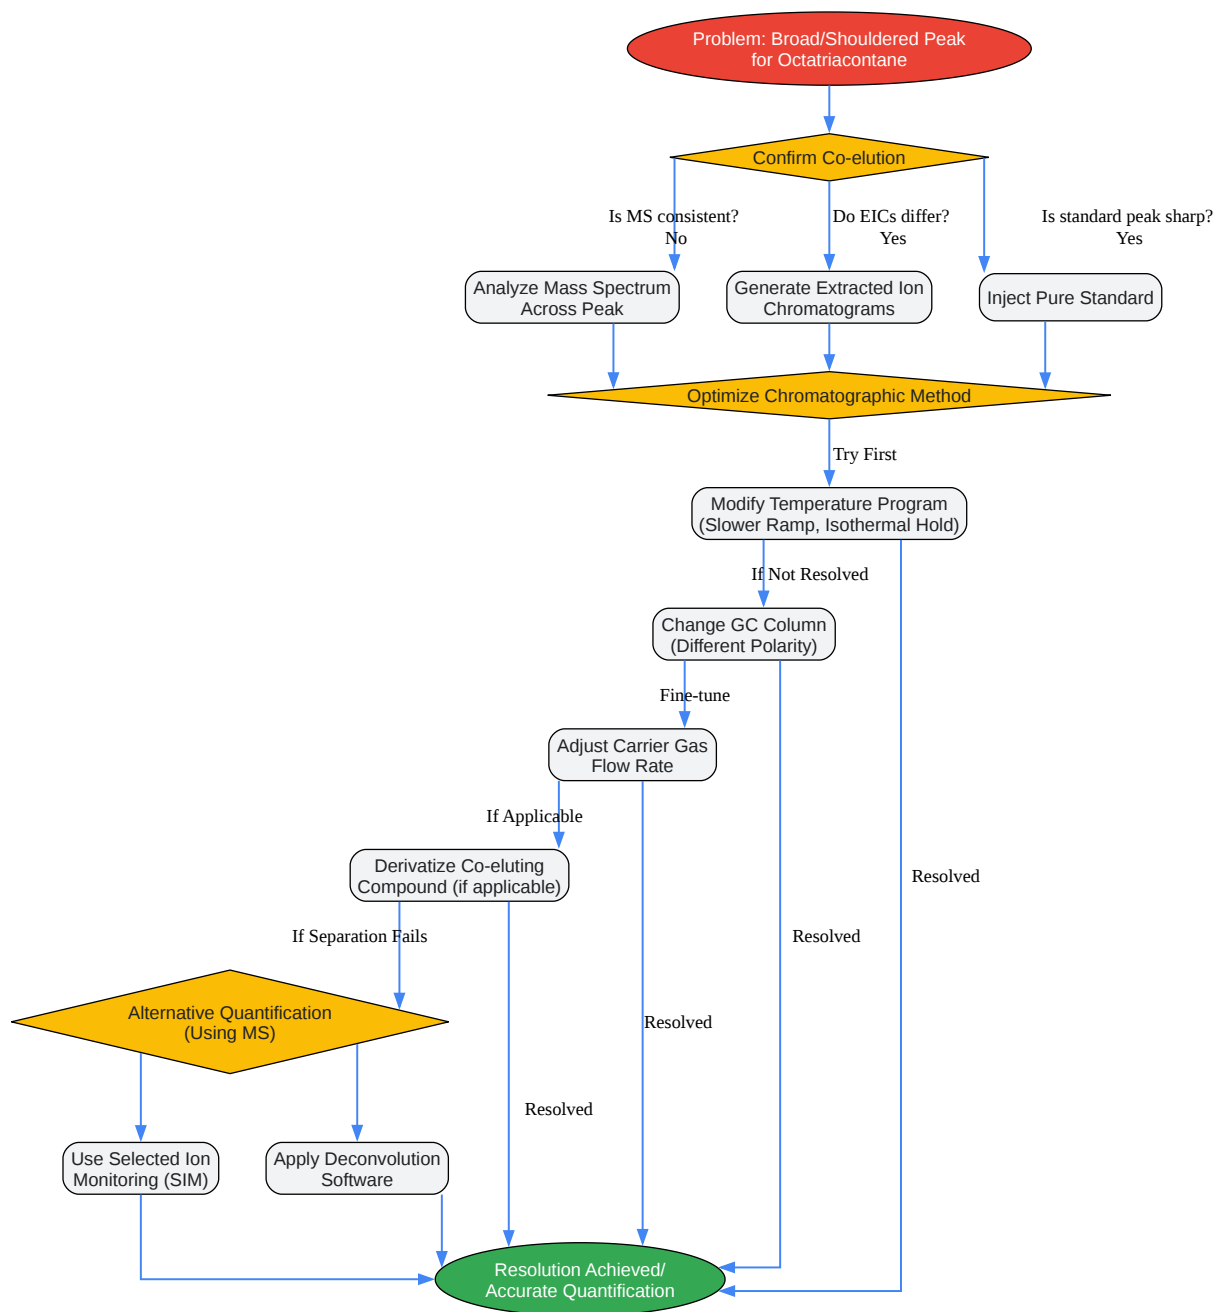 Problem: Broad/Shouldered Peak
for Octatriacontane
Confirm Co-elution
Is MS consistent?
No
Do EICs differ?
Yes
Is standard peak sharp?
Yes
Analyze Mass Spectrum
Across Peak
Generate Extracted Ion
Chromatograms
Inject Pure Standard
Optimize Chromatographic Method
Try First
Modify Temperature Program
(Slower Ramp, Isothermal Hold)
If Not Resolved
Change GC Column
(Different Polarity)
Fine-tune
Adjust Carrier Gas
Flow Rate
If Applicable
Derivatize Co-eluting
Compound (if applicable)
Resolved
If Separation Fails
Resolved
Alternative Quantification
(Using MS)
Resolved
Resolved
Use Selected Ion
Monitoring (SIM)
Apply Deconvolution
Software
Resolution Achieved/
Accurate Quantification